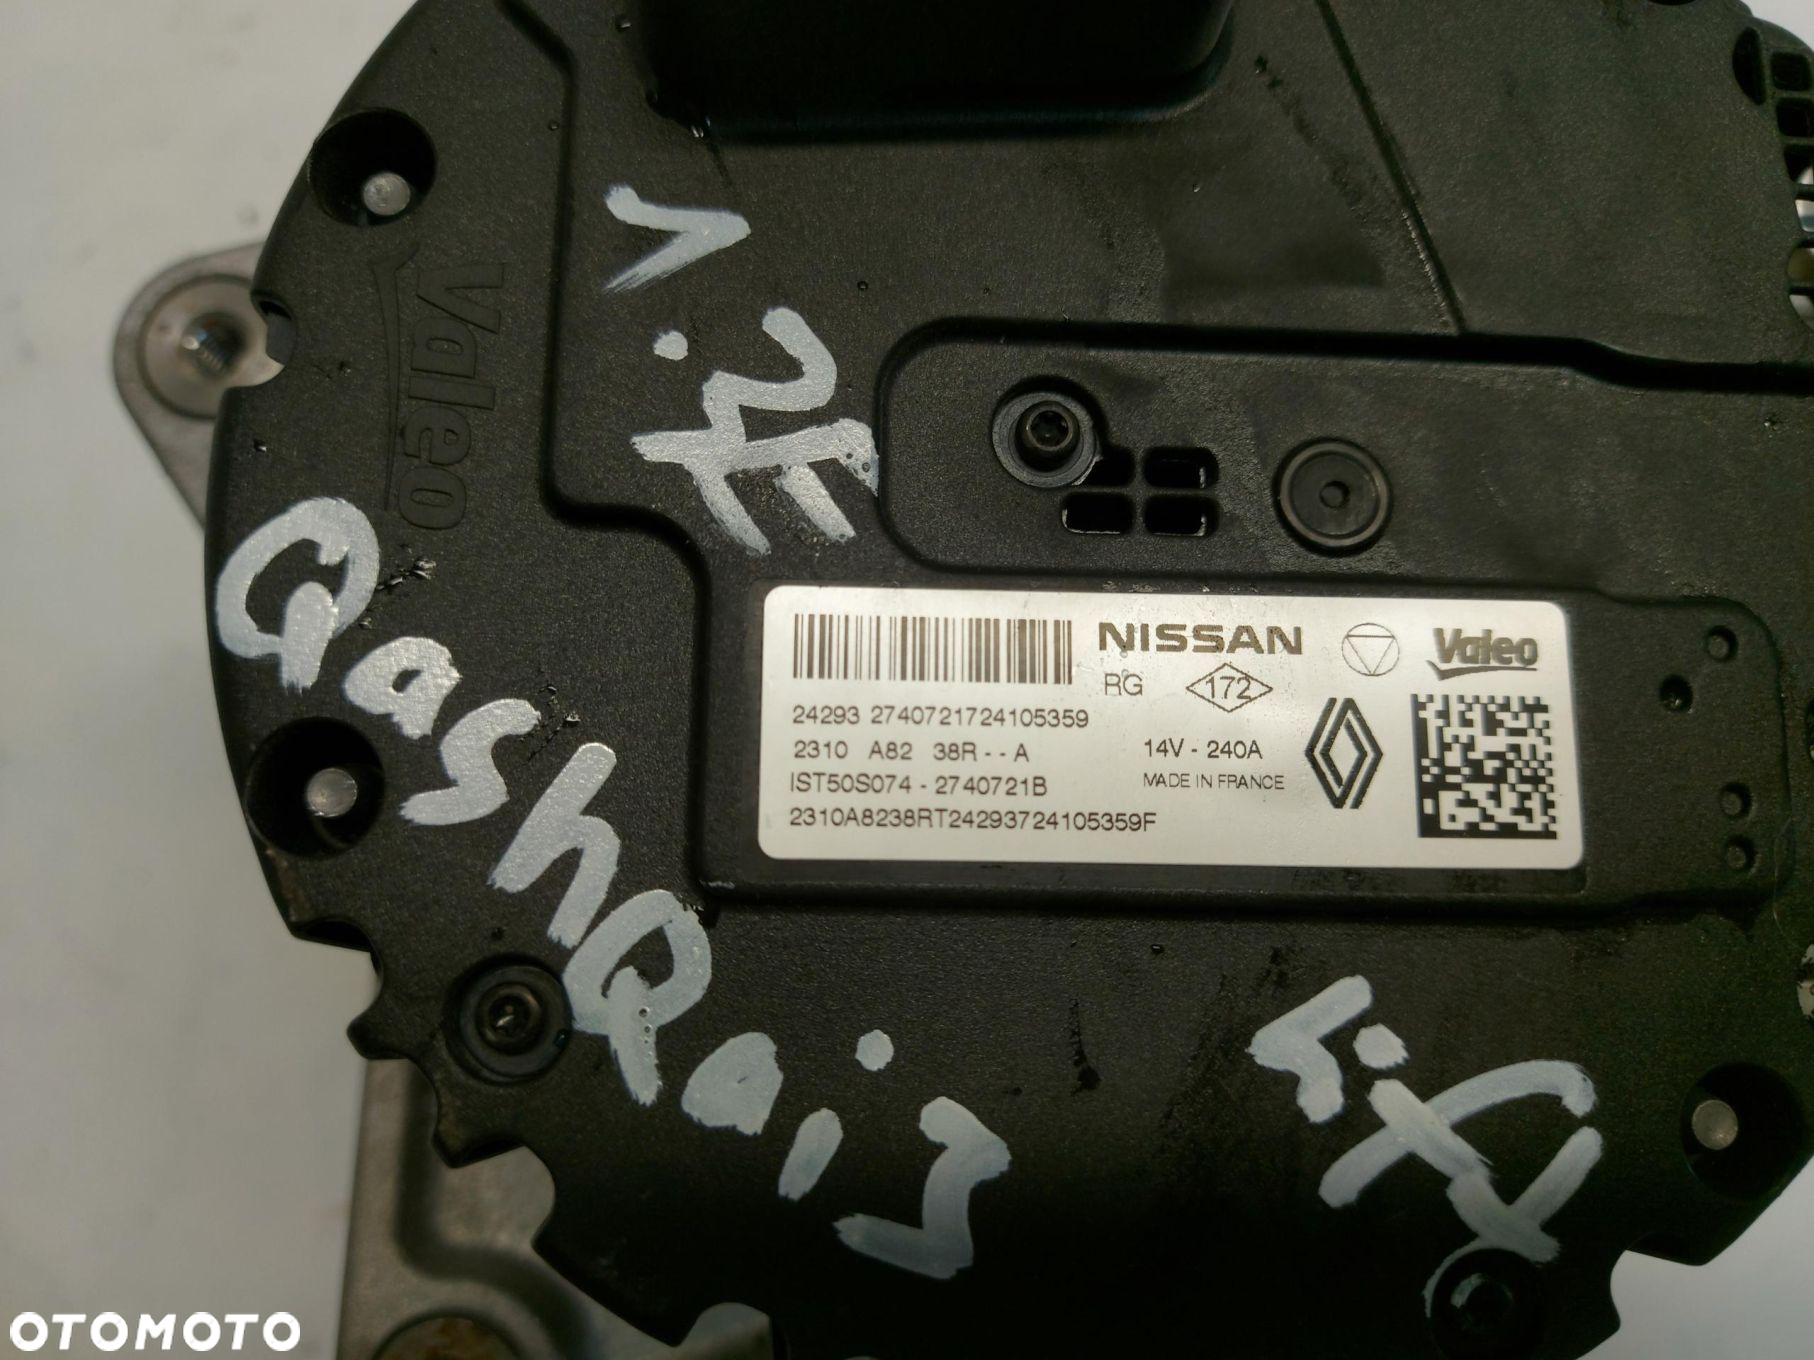 Valeo
1.3E
Qashqai
Lift
NISSAN
Valeo
RG 172
24293 2740721724105359
2310 A82 38R - - A
14V - 240A
IST50S074 - 2740721B
MADE IN FRANCE
2310A8238RT24293724105359F
OTOMOTO